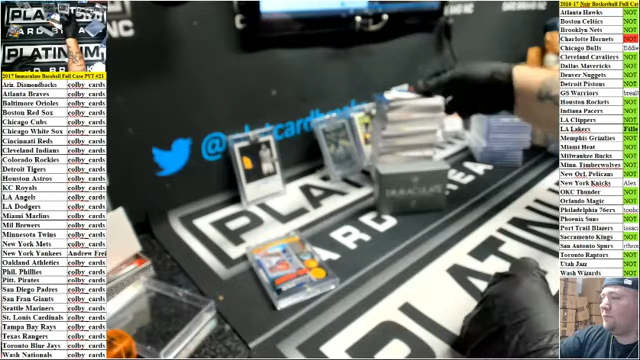 PLATINUM
2017 Immaculate Baseball Full Case PYT #21
Ariz. Diamondbacks colby_cards
Atlanta Braves colby_cards
Baltimore Orioles colby_cards
Boston Red Sox colby_cards
Chicago Cubs colby_cards
Chicago White Sox colby_cards
Cincinnati Reds colby_cards
Cleveland Indians colby_cards
Colorado Rockies colby_cards
Detroit Tigers colby_cards
Houston Astros colby_cards
KC Royals colby_cards
LA Angels colby_cards
LA Dodgers colby_cards
Miami Marlins colby_cards
Mil Brewers colby_cards
Minnesota Twins colby_cards
New York Mets colby_cards
New York Yankees Andrew Frei
Oakland Athletics colby_cards
Phil. Phillies colby_cards
Pitt. Pirates colby_cards
San Diego Padres colby_cards
San Fran Giants colby_cards
Seattle Mariners colby_cards
St. Louis Cardinals colby_cards
Tampa Bay Rays colby_cards
Texas Rangers colby_cards
Toronto Blue Jays colby_cards
Wash Nationals colby_cards
IMMACULATE
PLATINUM
2016-17 Noir Basketball Full Cas
Atlanta Hawks NOT
Boston Celtics NOT
Brooklyn Nets NOT
Charlotte Hornets NOT
Chicago Bulls Eddie
Cleveland Cavaliers NOT
Dallas Mavericks NOT
Denver Nuggets NOT
Detroit Pistons NOT
GS Warriors
Houston Rockets NOT
Indiana Pacers NOT
LA Clippers NOT
LA Lakers Fille
Memphis Grizzlies NOT
Miami Heat NOT
Milwaukee Bucks NOT
Minn. Timberwolves NOT
New Orl. Pelicans NOT
New York Knicks Alex
OKC Thunder NOT
Orlando Magic NOT
Philadelphia 76ers
Phoenix Suns NOT
Port Trail Blazers
Sacramento Kings NOT
San Antonio Spurs
Toronto Raptors NOT
Utah Jazz NOT
Wash Wizards NOT